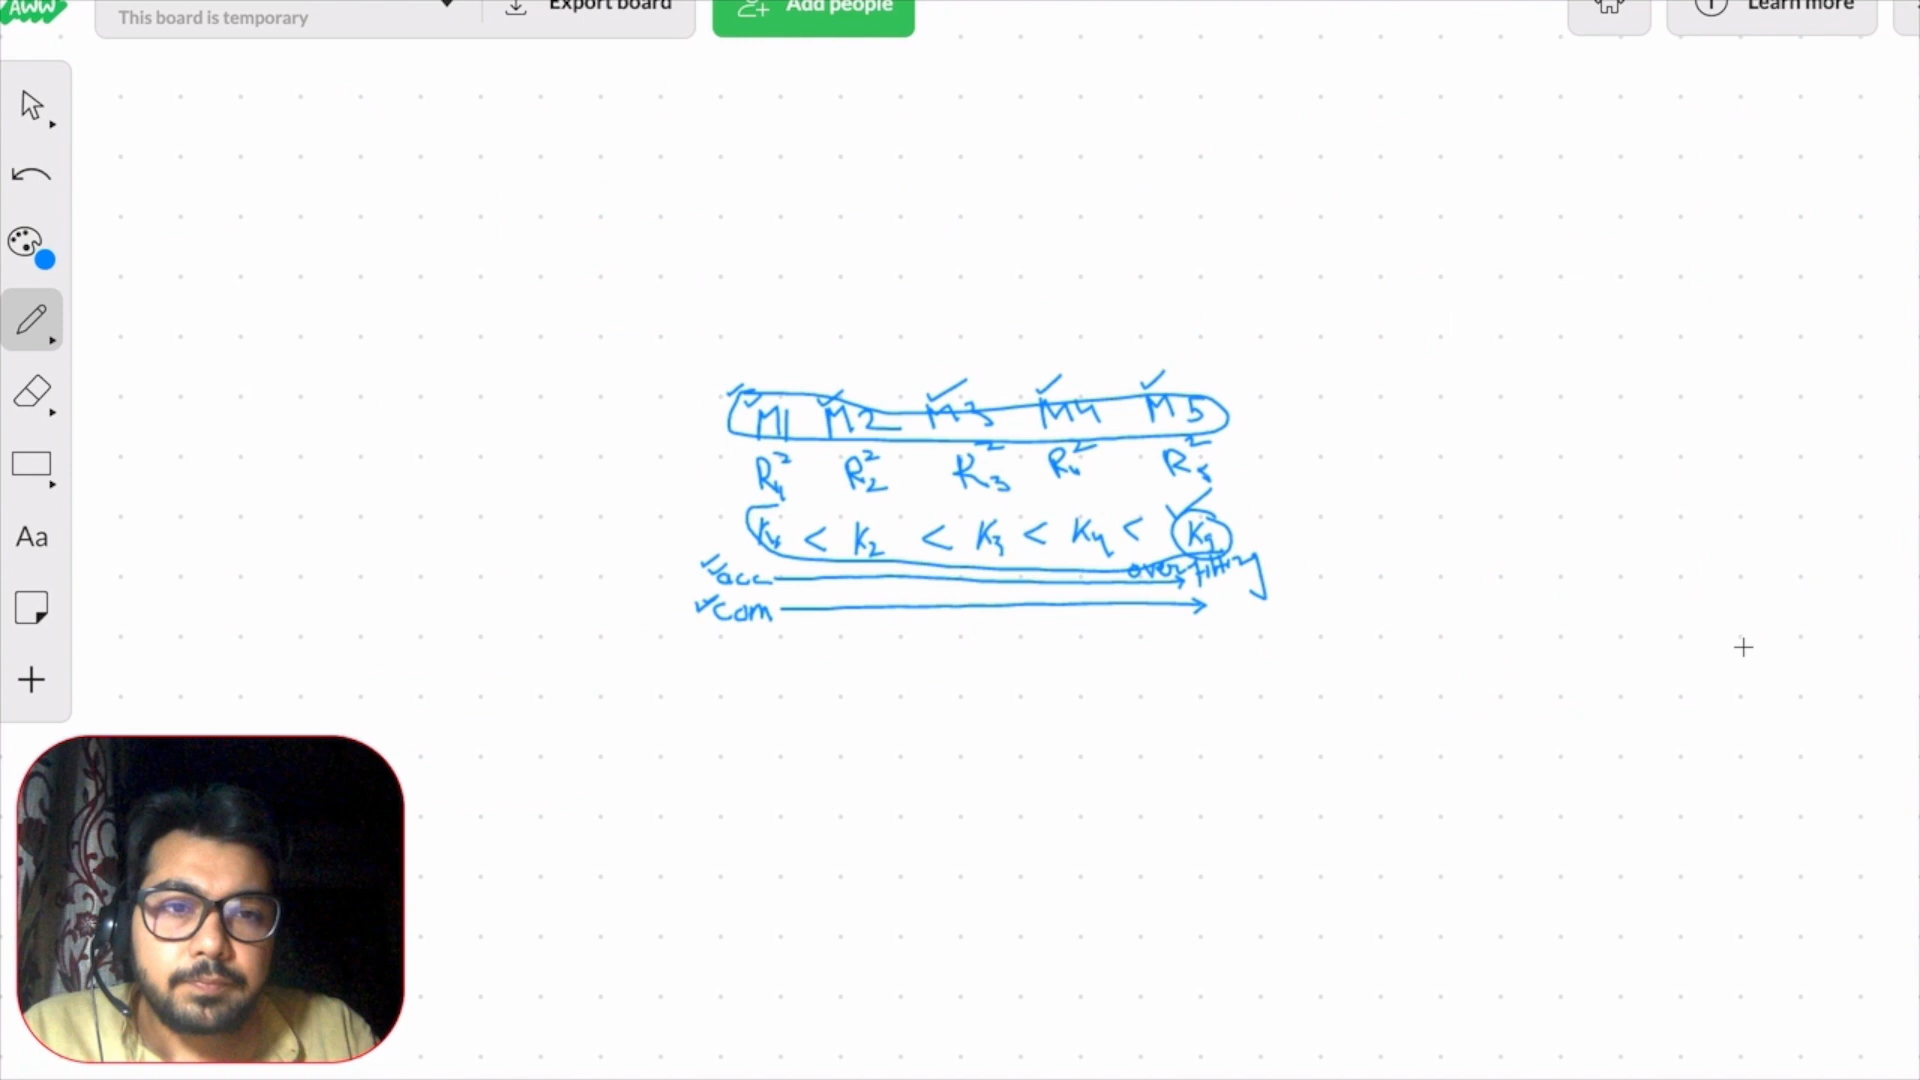 AWW
This board is temporary
Export board
Add people
Learn more
Aa
M1 M2 M3 M4 M5
R₁² R₂² R₃² R₄² R₅²
K₁ < K₂ < K₃ < K₄ < K₅
acc
overfitting
com